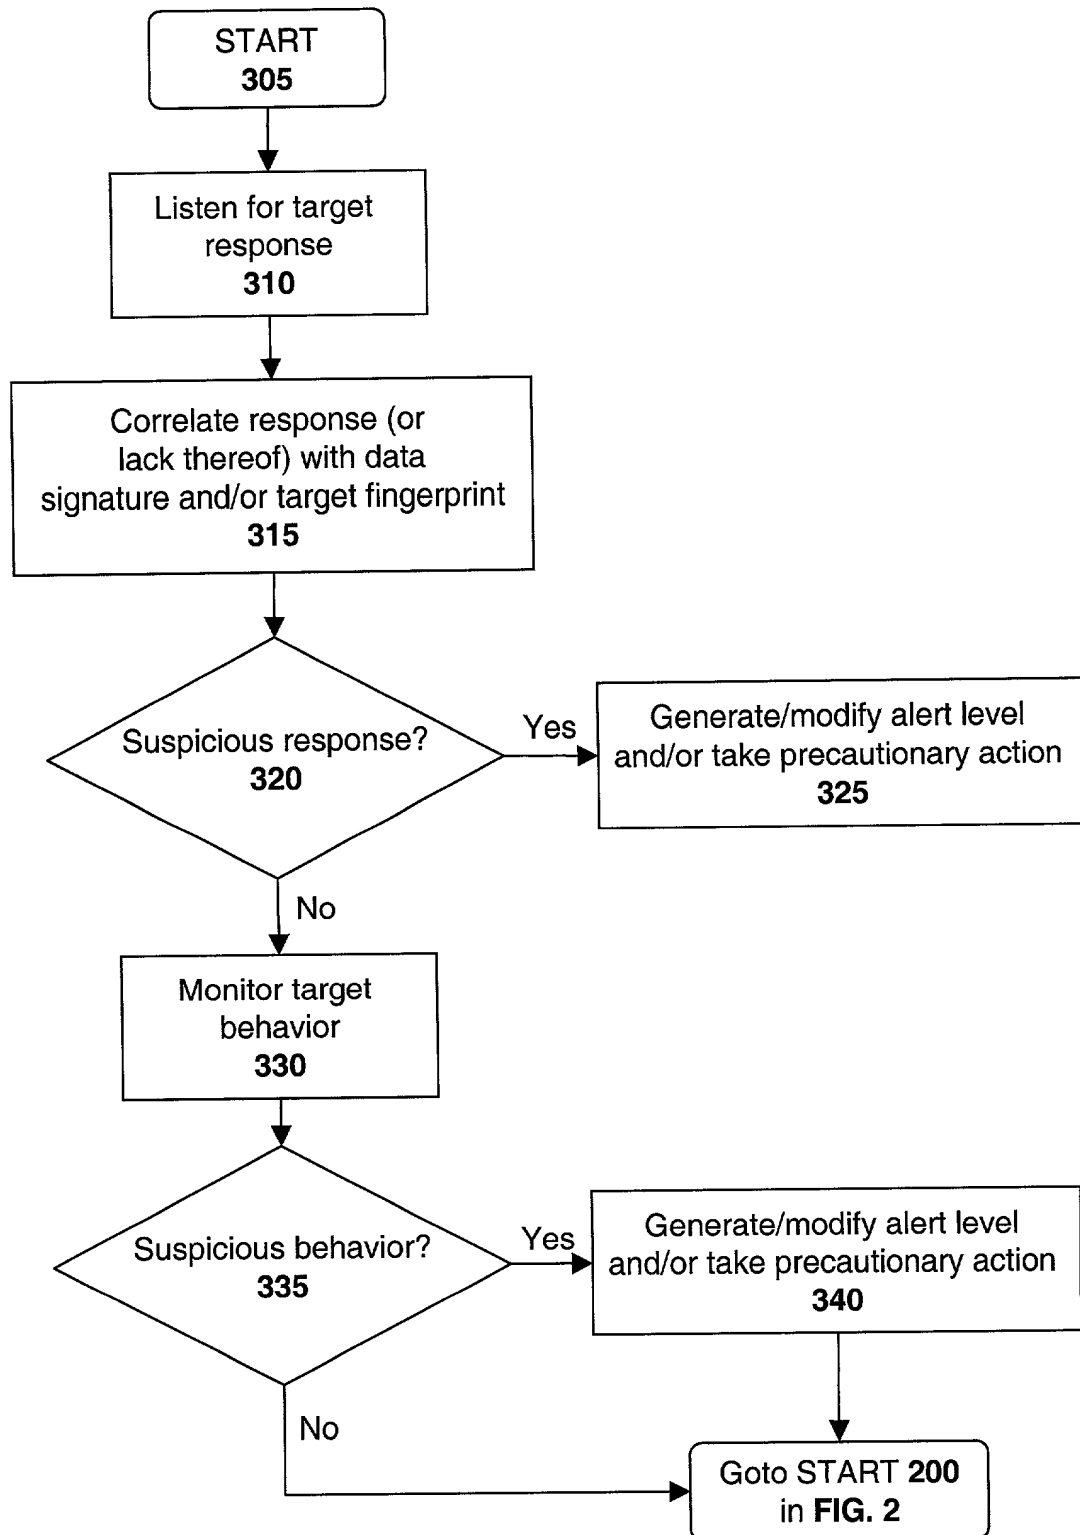 START
305
Listen for target
response
310
Correlate response (or
lack thereof) with data
signature and/or target fingerprint
315
Suspicious response?
320
Yes
Generate/modify alert level
and/or take precautionary action
325
No
Monitor target
behavior
330
Suspicious behavior?
335
Yes
Generate/modify alert level
and/or take precautionary action
340
No
Goto START 200
in FIG. 2